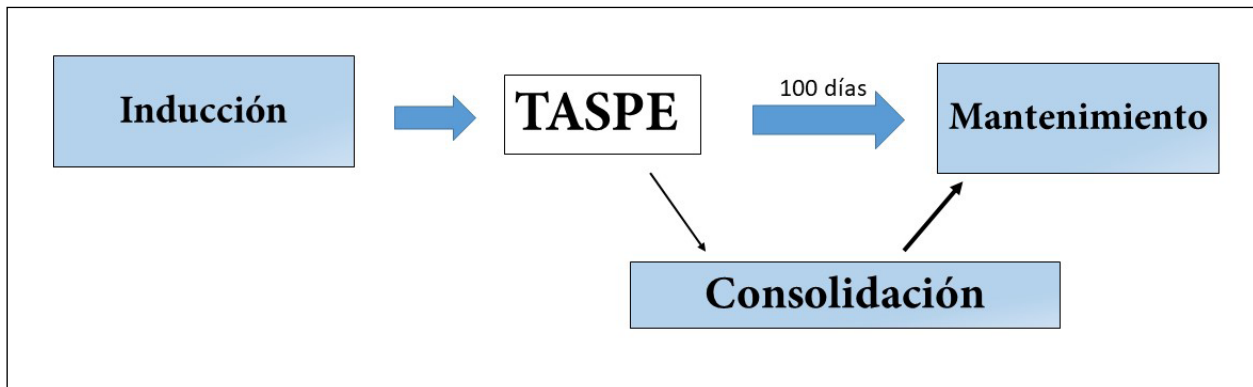 Inducción
TASPE
100 días
Mantenimiento
Consolidación